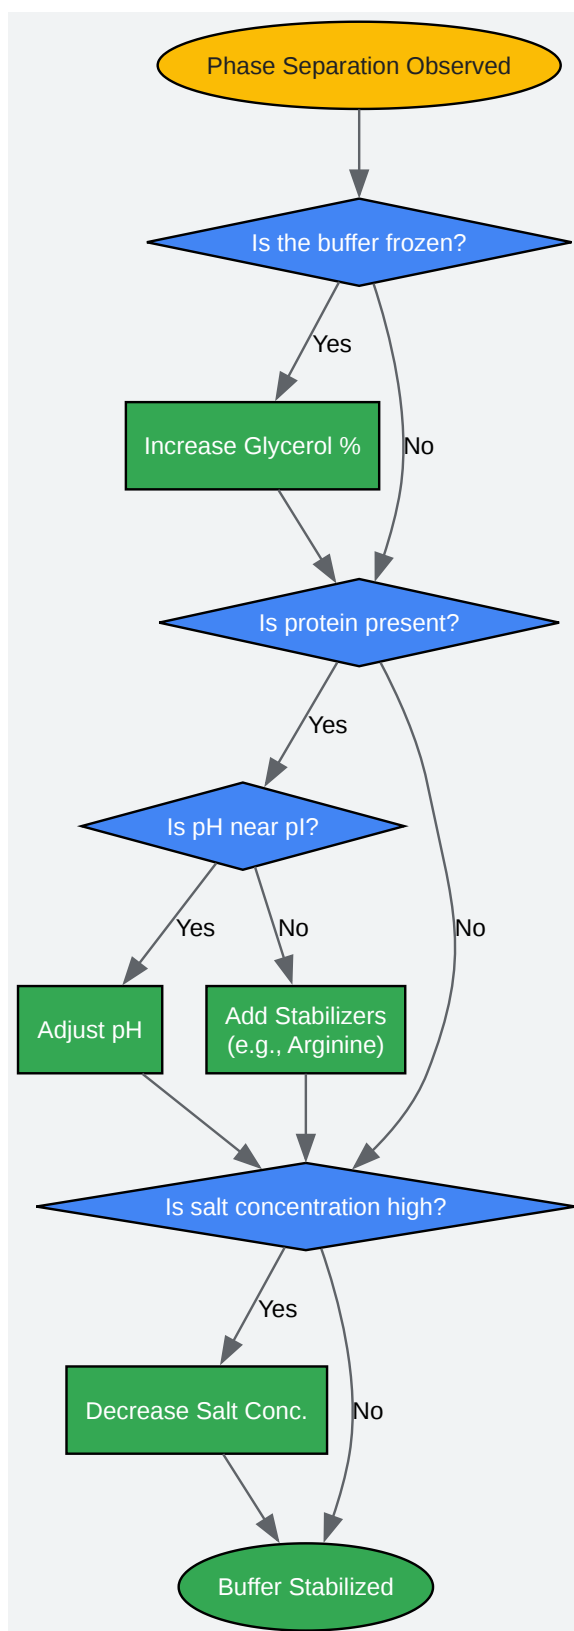 Phase Separation Observed
Is the buffer frozen?
Yes
Increase Glycerol %
No
Is protein present?
Yes
Is pH near pI?
Yes
No
No
Adjust pH
Add Stabilizers
(e.g., Arginine)
Is salt concentration high?
Yes
Decrease Salt Conc.
No
Buffer Stabilized